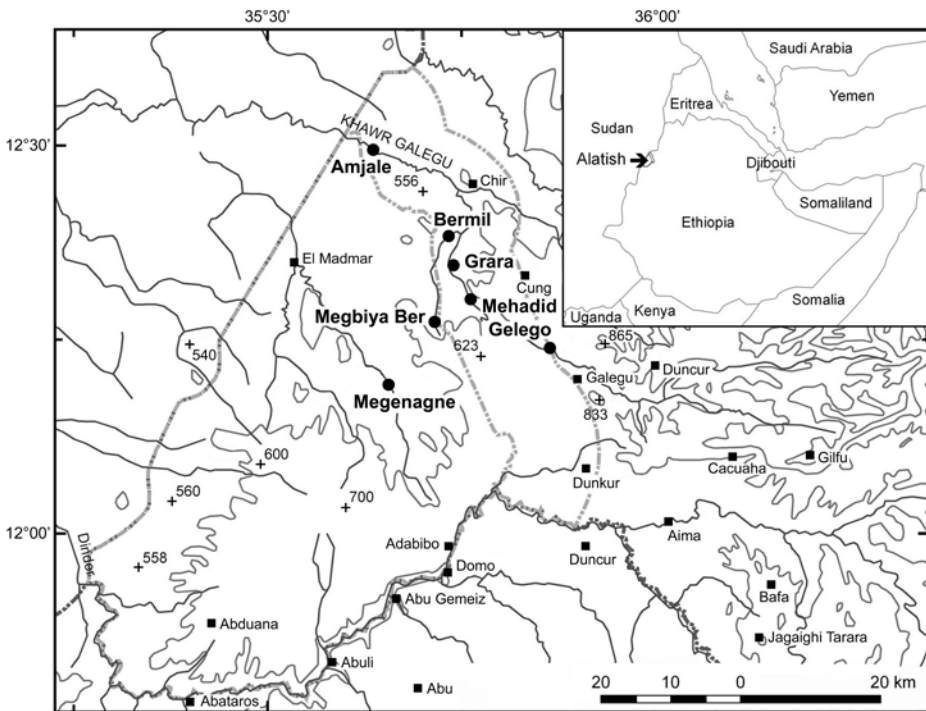 35°50' 36°00'
Saudi Arabia
Yemen
Eritrea
Sudan
Alatish
Djibouti
Somaliland
Ethiopia
Somalia
Uganda
Kenya
12°30'
KHAWR GALEGU
Amjale
556
Chir
Bermil
Grara
El Madmar
Cung
Mehadid
Megbiya Ber
Gelego
623
865
540
Duncur
Galegu
Megenagne
833
600
Cacuaha
Gilfu
Dunkur
560
700
12°00'
Aima
Adabibo
Duncur
Dinder
558
Domo
Bafa
Abu Gemeiz
Abduana
Jagaighi Tarara
Abuli
Abu
Abataros
20 10 0 20 km